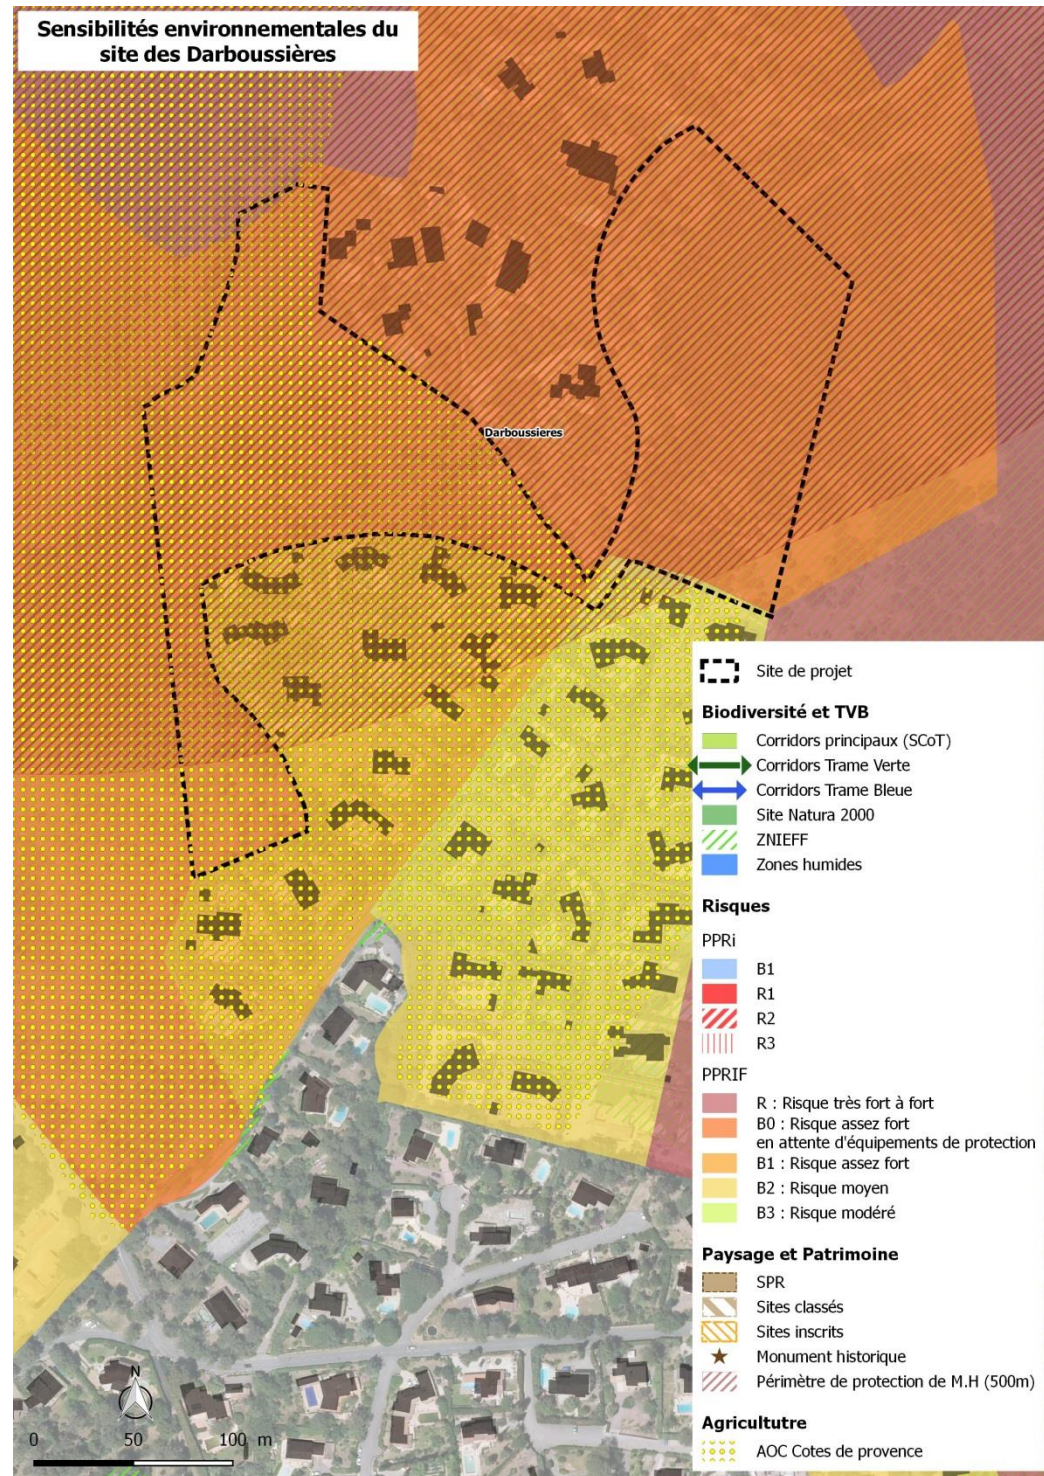 Sensibilités environnementales du
site des Darboussières
Darboussieres
Site de projet
Biodiversité et TVB
Corridors principaux (SCoT)
Corridors Trame Verte
Corridors Trame Bleue
Site Natura 2000
ZNIEFF
Zones humides
Risques
PPRi
B1
R1
R2
R3
PPRIF
R : Risque très fort à fort
B0 : Risque assez fort
en attente d'équipements de protection
B1 : Risque assez fort
B2 : Risque moyen
B3 : Risque modéré
Paysage et Patrimoine
SPR
Sites classés
Sites inscrits
Monument historique
Périmètre de protection de M.H (500m)
Agricultutre
AOC Cotes de provence
N
0 50 100 m